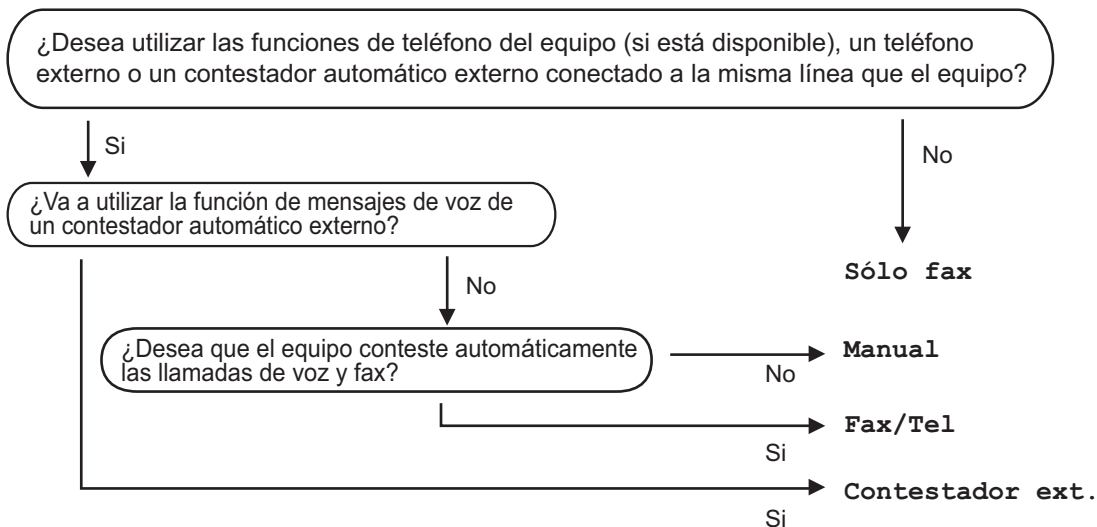 ¿Desea utilizar las funciones de teléfono del equipo (si está disponible), un teléfono
externo o un contestador automático externo conectado a la misma línea que el equipo?
Si
No
¿Va a utilizar la función de mensajes de voz de
un contestador automático externo?
Sólo fax
No
¿Desea que el equipo conteste automáticamente
las llamadas de voz y fax?
Manual
No
Fax/Tel
Si
Contestador ext.
Si